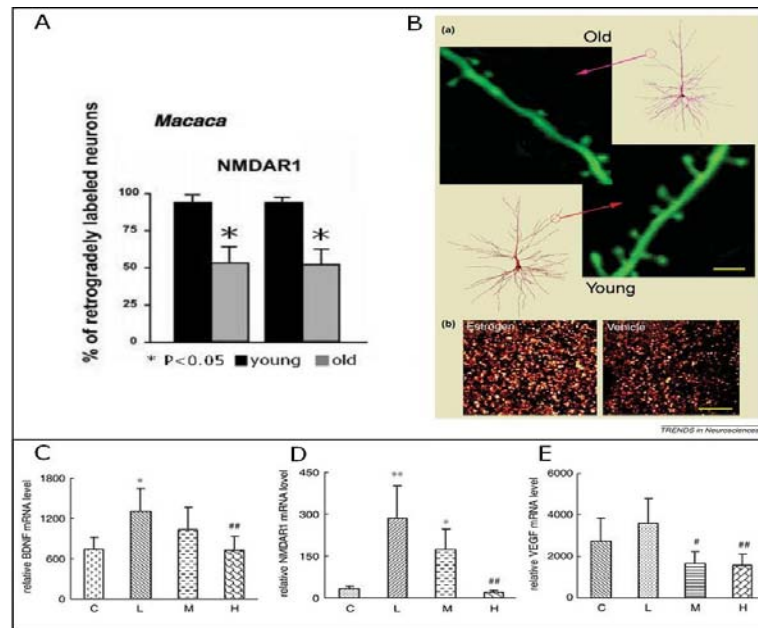 A
Macaca
NMDAR1
% of retrogradely labeled neurons
100
75
50
25
0
*
*
* P<0.05 young old
B
(a)
Old
Young
(b)
Estrogen
Vehicle
TRENDS in Neurosciences
C
relative BDNF mRNA level
1800
1200
600
0
*
##
C L M H
D
relative NMDAR1 mRNA level
450
300
150
0
**
*
##
C L M H
E
relative VEGF mRNA level
6000
4000
2000
0
#
##
C L M H